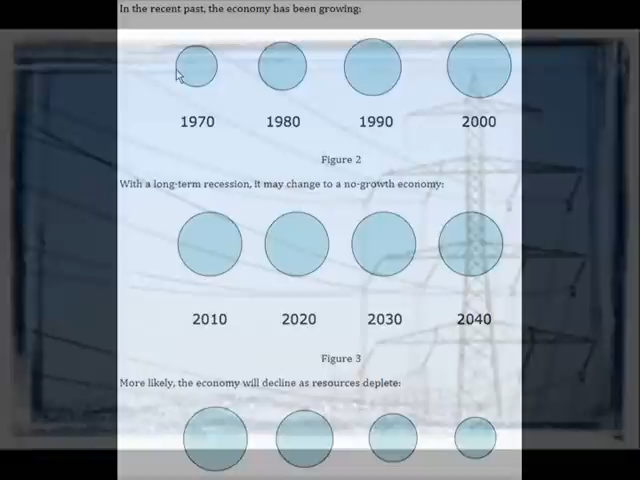 In the recent past, the economy has been growing:
1970 1980 1990 2000
Figure 2
With a long-term recession, it may change to a no-growth economy:
2010 2020 2030 2040
Figure 3
More likely, the economy will decline as resources deplete: